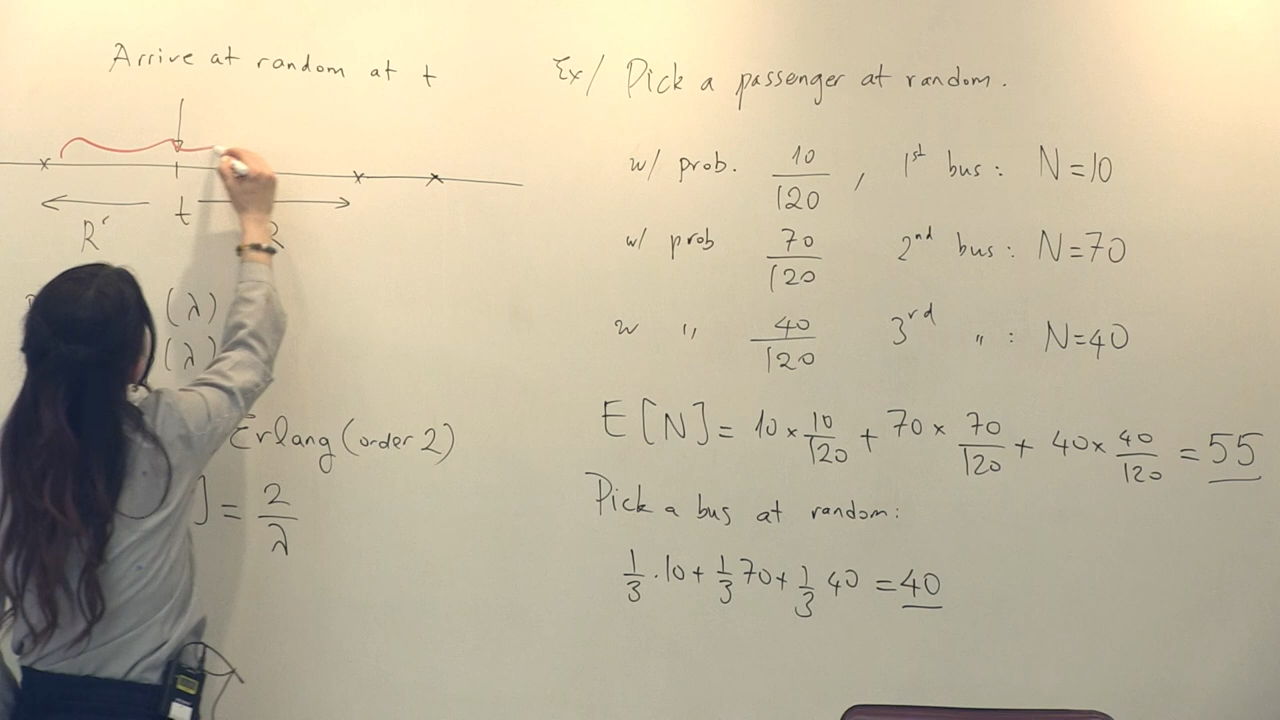 Arrive at random at t
x x x
R' t R
(λ)
(λ)
Erlang (order 2)
] = 2/λ
Ex/ Pick a passenger at random.
w/ prob. 10/120 , 1st bus : N=10
w/ prob 70/120 2nd bus : N=70
w " 40/120 3rd " : N=40
E[N] = 10 × 10/120 + 70 × 70/120 + 40 × 40/120 = 55
Pick a bus at random:
1/3 · 10 + 1/3 70 + 1/3 40 = 40